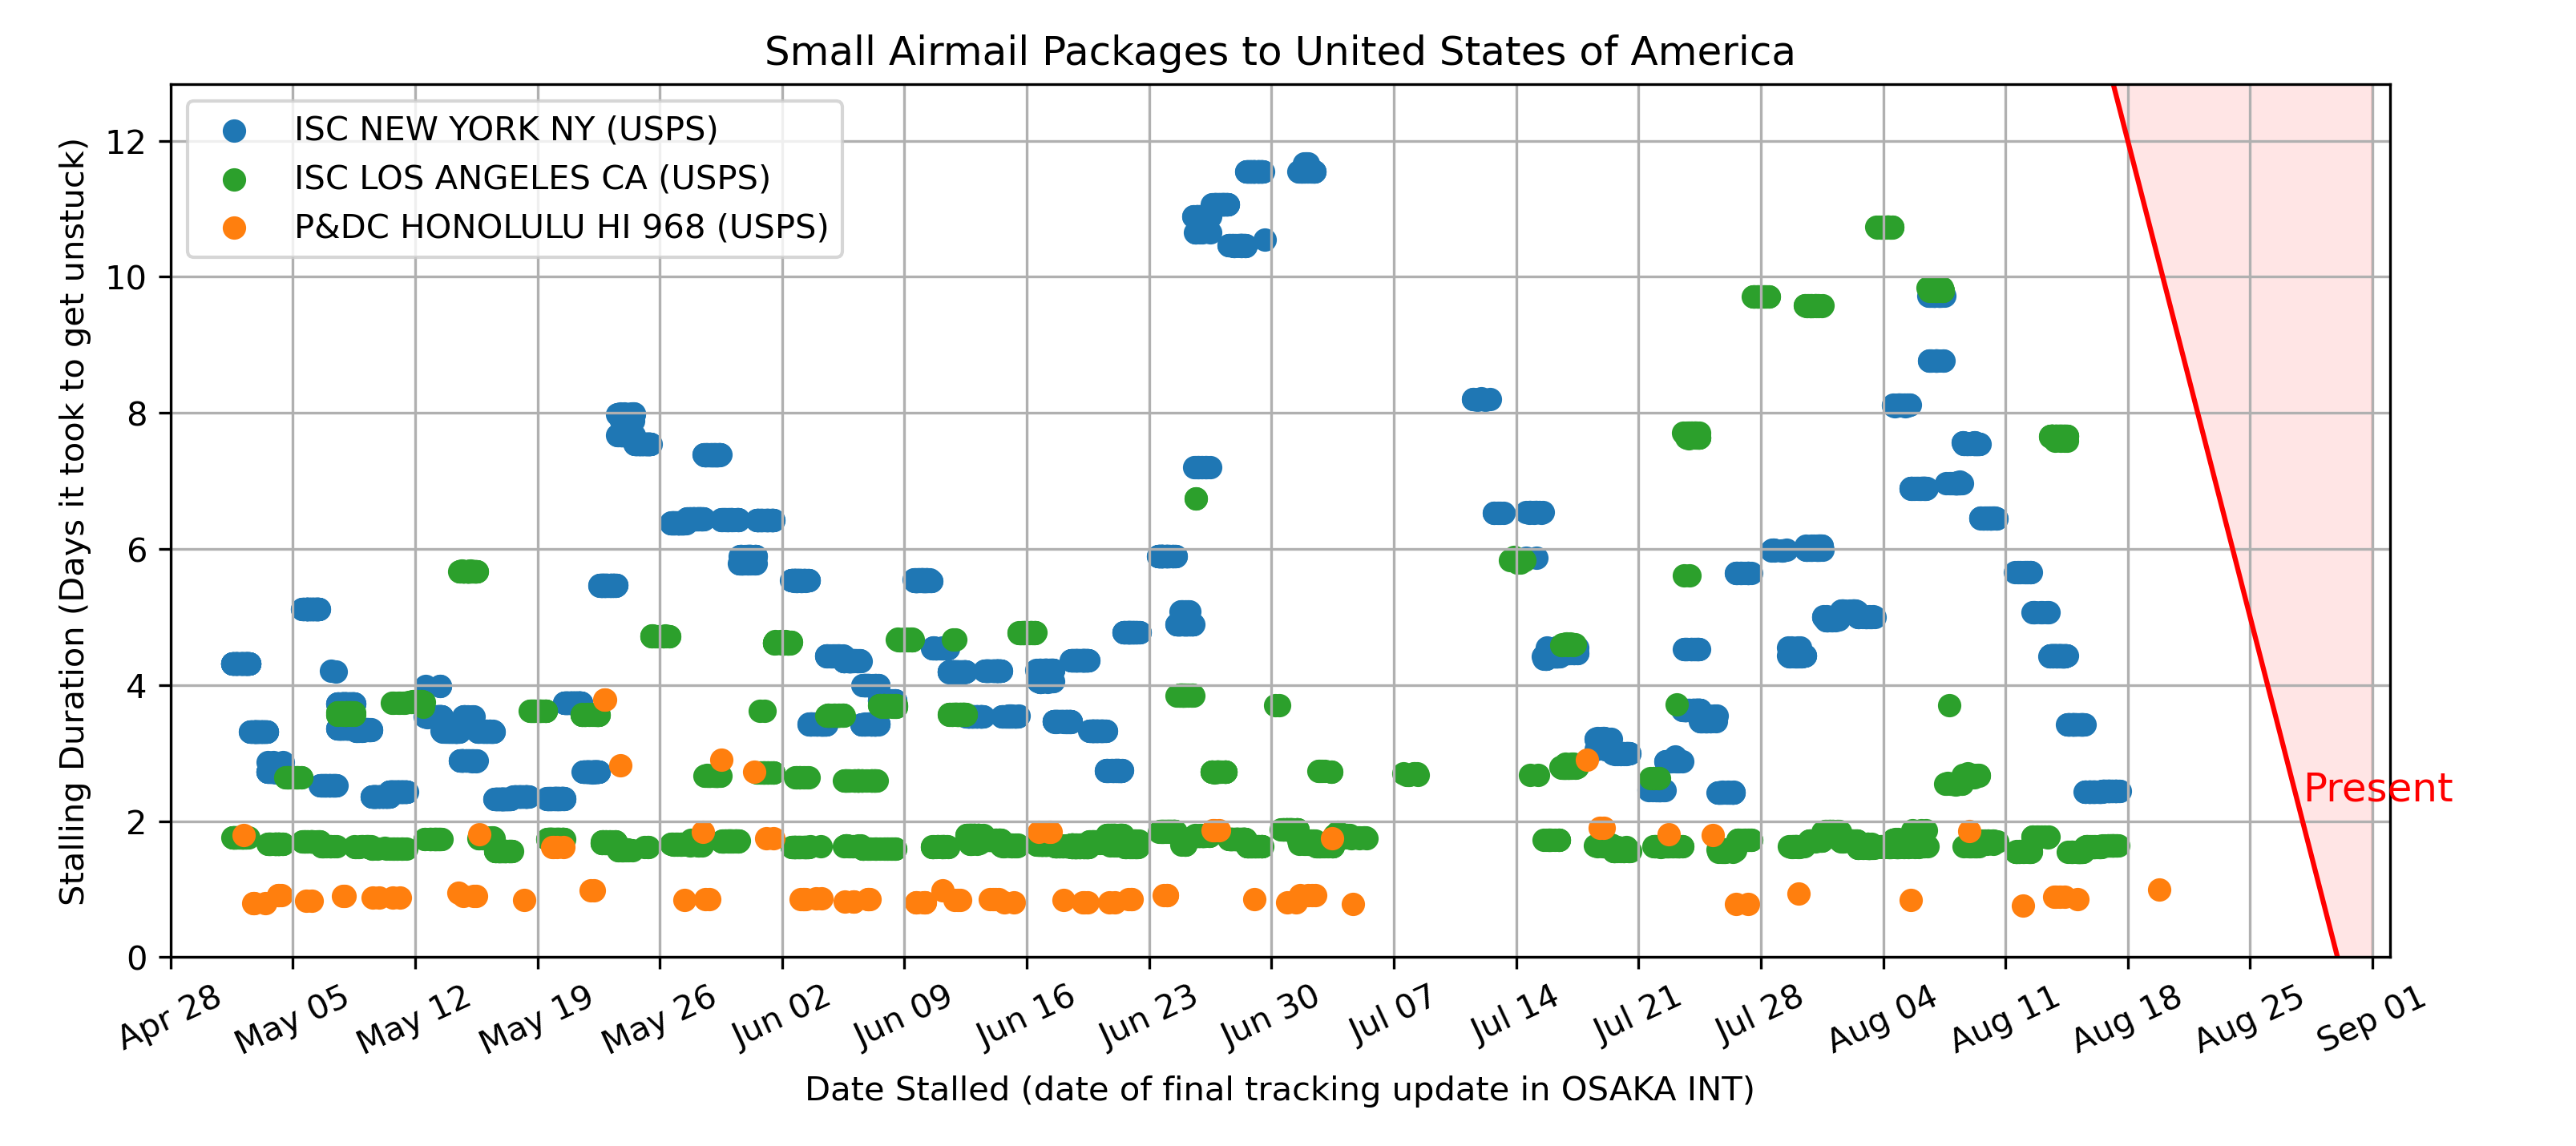 Small Airmail Packages to United States of America
Stalling Duration (Days it took to get unstuck)
12
10
8
6
4
2
0
ISC NEW YORK NY (USPS)
ISC LOS ANGELES CA (USPS)
P&DC HONOLULU HI 968 (USPS)
Present
Apr 28
May 05
May 12
May 19
May 26
Jun 02
Jun 09
Jun 16
Jun 23
Jun 30
Jul 07
Jul 14
Jul 21
Jul 28
Aug 04
Aug 11
Aug 18
Aug 25
Sep 01
Date Stalled (date of final tracking update in OSAKA INT)